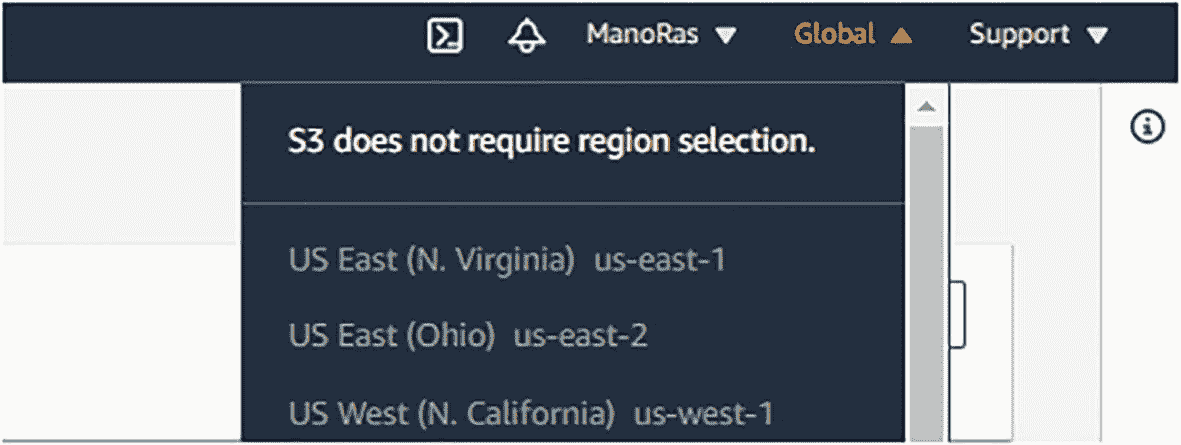 ManoRas Global Support
S3 does not require region selection.
US East (N. Virginia) us-east-1
US East (Ohio) us-east-2
US West (N. California) us-west-1